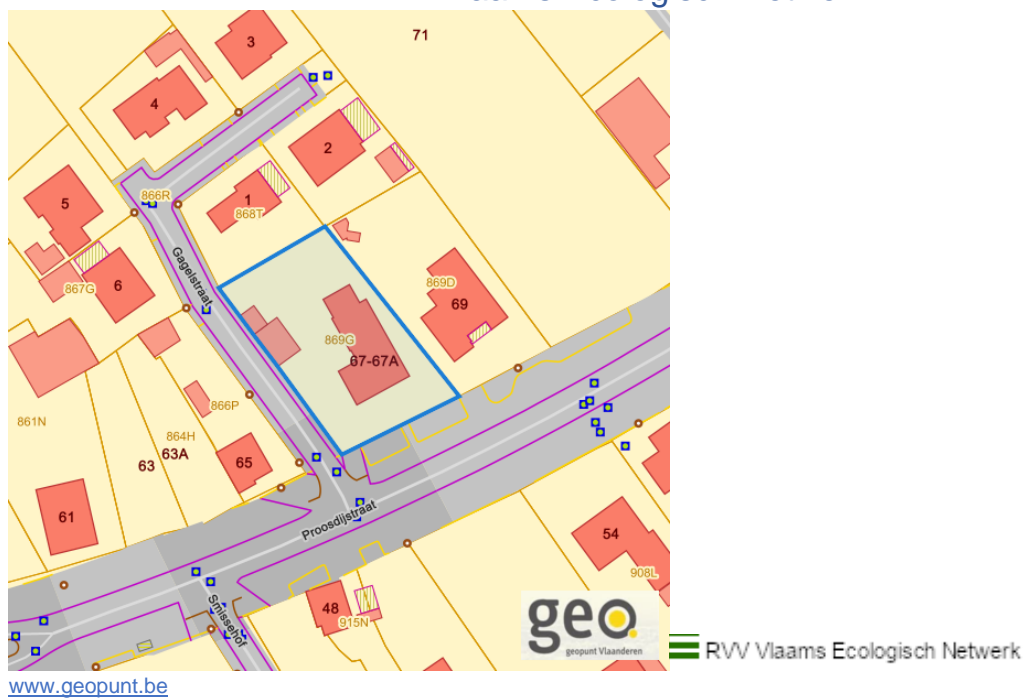 71
3
4
2
866R
1
868T
5
Gagelstraat
867G
6
869D
69
869G
67-67A
861N
866P
864H
63
63A
65
61
Proosdijstraat
54
908L
Smissehof
48
915N
geo
geopunt Vlaanderen
RVV Vlaams Ecologisch Netwerk
www.geopunt.be